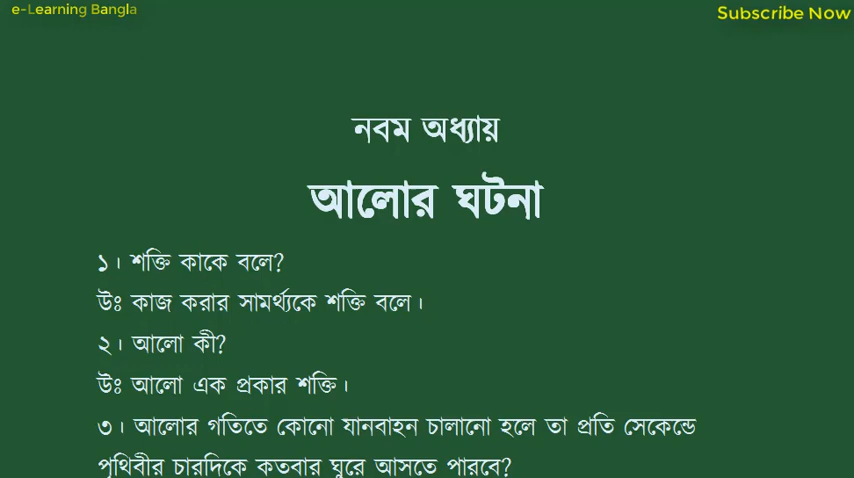 e-Learning Bangla
Subscribe Now
নবম অধ্যায়
আলোর ঘটনা
১। শক্তি কাকে বলে?
উঃ কাজ করার সামর্থ্যকে শক্তি বলে।
২। আলো কী?
উঃ আলো এক প্রকার শক্তি।
৩। আলোর গতিতে কোনো যানবাহন চালানো হলে তা প্রতি সেকেন্ডে
পৃথিবীর চারদিকে কতবার ঘুরে আসতে পারবে?